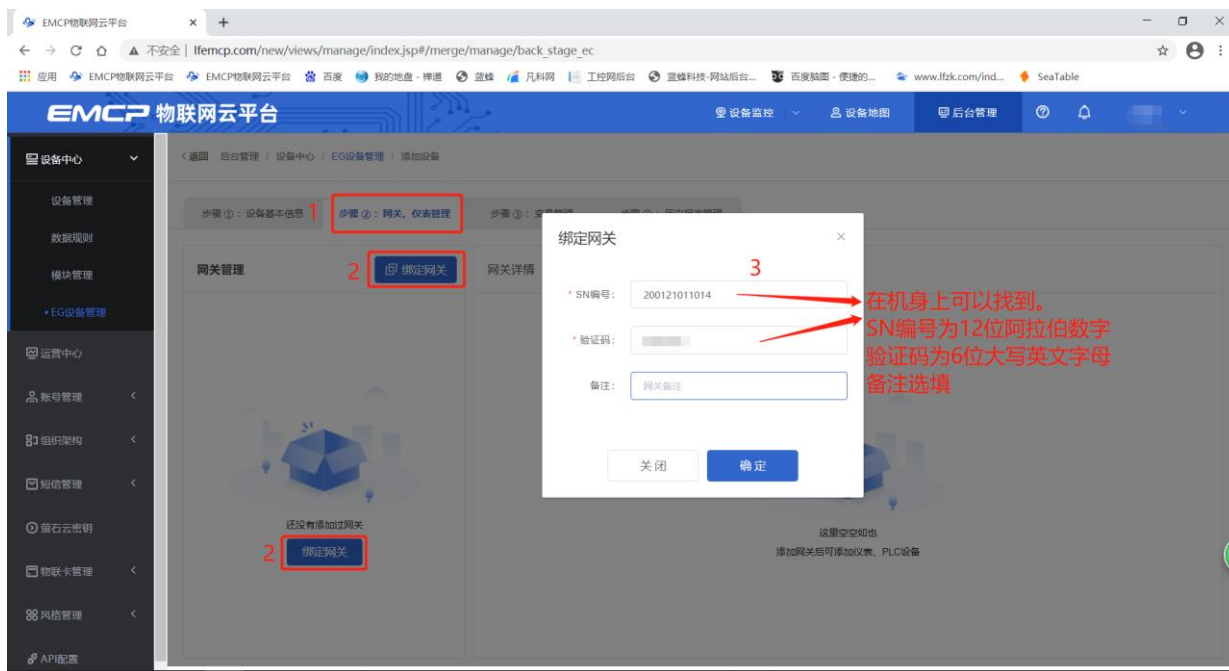 EMCP物联网云平台
不安全 | lfemcp.com/new/views/manage/index.jsp#/merge/manage/back_stage_ec
应用 EMCP物联网云平台 EMCP物联网云平台 百度 我的地盘 - 禅道 蓝蜂 凡科网 工控网后台 蓝蜂科技-网站后台... 百度脑图 - 便捷的... www.lfzk.com/ind... SeaTable
EMCP 物联网云平台 设备监控 设备地图 后台管理
设备中心
设备管理
数据规则
模块管理
•EG设备管理
运营中心
账号管理
组织架构
短信管理
萤石云密钥
物联卡管理
风格管理
API配置
<返回 后台管理 / 设备中心 / EG设备管理 / 添加设备
步骤①:设备基本信息 1 步骤②:网关、仪表管理 步骤③:变量管理
网关管理 2 绑定网关 网关详情
还没有添加过网关
2 绑定网关
这里空空如也
添加网关后可添加仪表、PLC设备
绑定网关 ×
3
* SN编号: 200121011014
* 验证码:
备注: 网关备注
关闭 确定
在机身上可以找到。
SN编号为12位阿拉伯数字
验证码为6位大写英文字母
备注选填